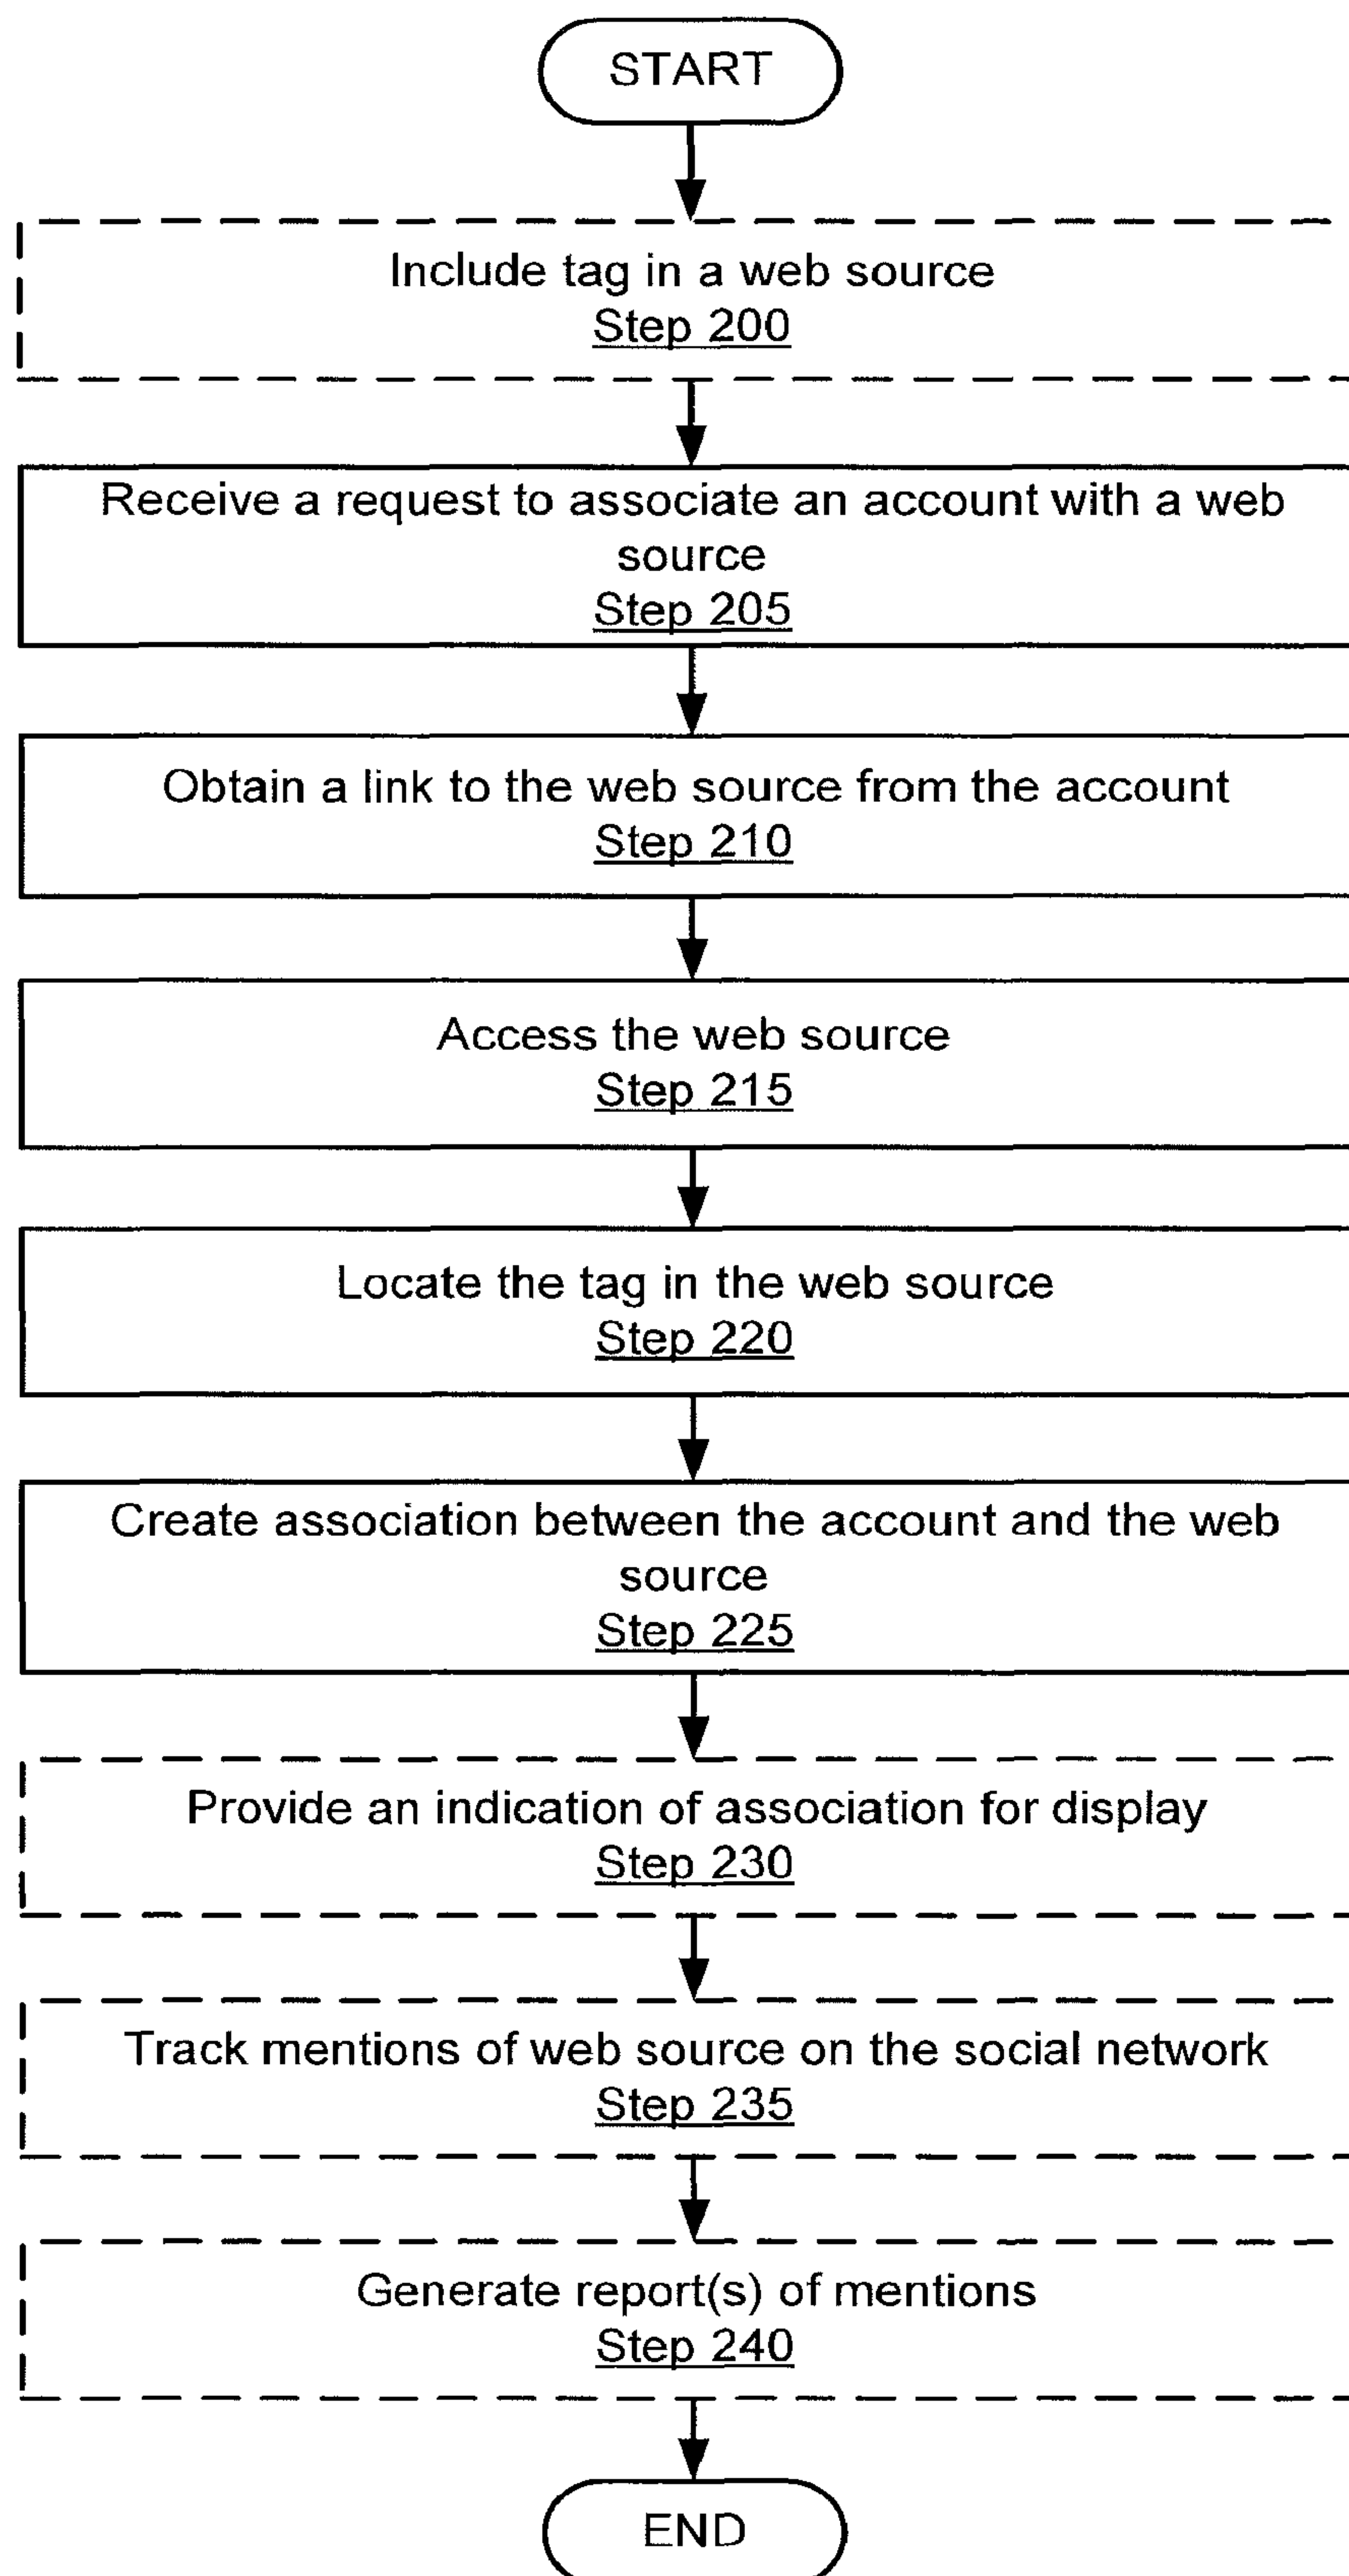 START
Include tag in a web source
Step 200
Receive a request to associate an account with a web
source
Step 205
Obtain a link to the web source from the account
Step 210
Access the web source
Step 215
Locate the tag in the web source
Step 220
Create association between the account and the web
source
Step 225
Provide an indication of association for display
Step 230
Track mentions of web source on the social network
Step 235
Generate report(s) of mentions
Step 240
END